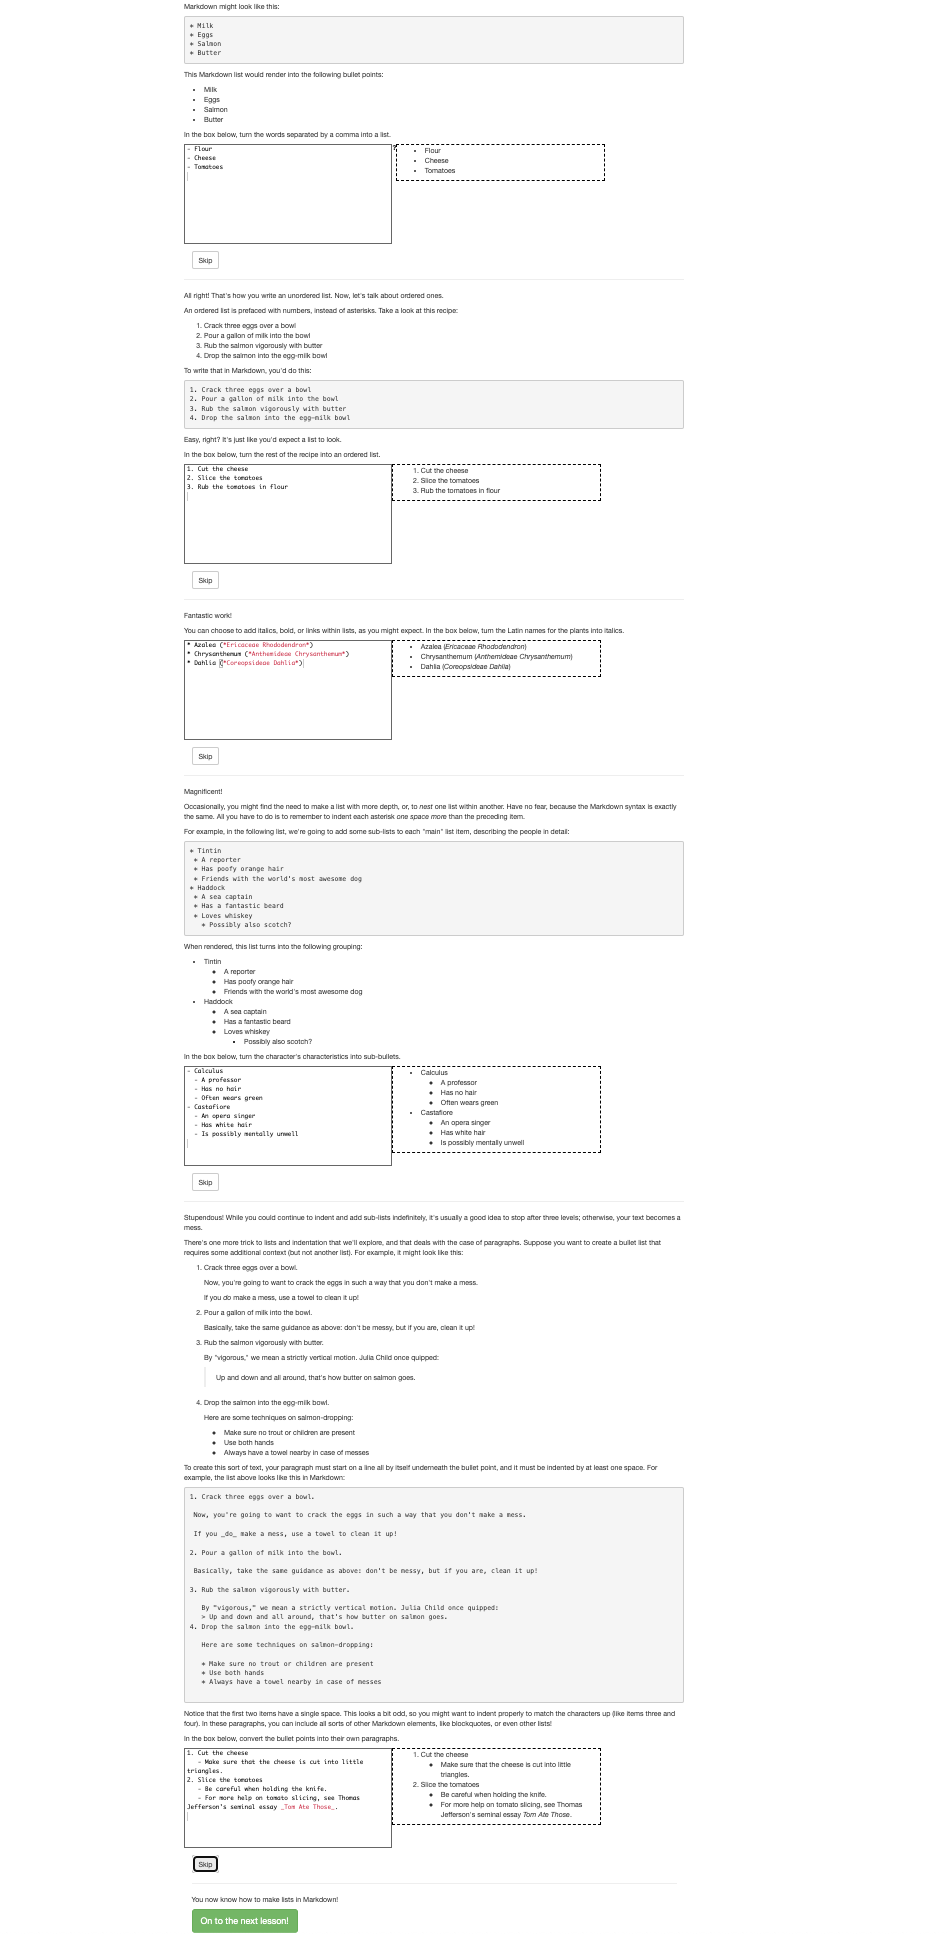 Markdown might look like this:
* Milk
* Eggs
* Salmon
* Butter
This Markdown list would render into the following bullet points:
• Milk
• Eggs
• Salmon
• Butter
In the box below, turn the words separated by a comma into a list.
- Flour
- Cheese
- Tomatoes
• Flour
• Cheese
• Tomatoes
Skip
All right! That's how you write an unordered list. Now, let's talk about ordered ones.
An ordered list is prefaced with numbers, instead of asterisks. Take a look at this recipe:
1. Crack three eggs over a bowl
2. Pour a gallon of milk into the bowl
3. Rub the salmon vigorously with butter
4. Drop the salmon into the egg-milk bowl
To write that in Markdown, you'd do this:
1. Crack three eggs over a bowl
2. Pour a gallon of milk into the bowl
3. Rub the salmon vigorously with butter
4. Drop the salmon into the egg-milk bowl
Easy, right? It's just like you'd expect a list to look.
In the box below, turn the rest of the recipe into an ordered list.
1. Cut the cheese
2. Slice the tomatoes
3. Rub the tomatoes in flour
1. Cut the cheese
2. Slice the tomatoes
3. Rub the tomatoes in flour
Skip
Fantastic work!
You can choose to add italics, bold, or links within lists, as you might expect. In the box below, turn the Latin names for the plants into italics.
* Azalea (*Ericaceae Rhododendron*)
* Chrysanthemum (*Anthemideae Chrysanthemum*)
* Dahlia (*Coreopsideae Dahlia*)
• Azalea (Ericaceae Rhododendron)
• Chrysanthemum (Anthemideae Chrysanthemum)
• Dahlia (Coreopsideae Dahlia)
Skip
Magnificent!
Occasionally, you might find the need to make a list with more depth, or, to nest one list within another. Have no fear, because the Markdown syntax is exactly
the same. All you have to do is to remember to indent each asterisk one space more than the preceding item.
For example, in the following list, we're going to add some sub-lists to each "main" list item, describing the people in detail:
* Tintin
 * A reporter
 * Has poofy orange hair
 * Friends with the world's most awesome dog
* Haddock
 * A sea captain
 * Has a fantastic beard
 * Loves whiskey
   * Possibly also scotch?
When rendered, this list turns into the following grouping:
• Tintin
• A reporter
• Has poofy orange hair
• Friends with the world's most awesome dog
• Haddock
• A sea captain
• Has a fantastic beard
• Loves whiskey
• Possibly also scotch?
In the box below, turn the character's characteristics into sub-bullets.
- Calculus
  - A professor
  - Has no hair
  - Often wears green
- Castafiore
  - An opera singer
  - Has white hair
  - Is possibly mentally unwell
• Calculus
• A professor
• Has no hair
• Often wears green
• Castafiore
• An opera singer
• Has white hair
• Is possibly mentally unwell
Skip
Stupendous! While you could continue to indent and add sub-lists indefinitely, it's usually a good idea to stop after three levels; otherwise, your text becomes a
mess.
There's one more trick to lists and indentation that we'll explore, and that deals with the case of paragraphs. Suppose you want to create a bullet list that
requires some additional context (but not another list). For example, it might look like this:
1. Crack three eggs over a bowl.
Now, you're going to want to crack the eggs in such a way that you don't make a mess.
If you do make a mess, use a towel to clean it up!
2. Pour a gallon of milk into the bowl.
Basically, take the same guidance as above: don't be messy, but if you are, clean it up!
3. Rub the salmon vigorously with butter.
By "vigorous," we mean a strictly vertical motion. Julia Child once quipped:
Up and down and all around, that's how butter on salmon goes.
4. Drop the salmon into the egg-milk bowl.
Here are some techniques on salmon-dropping:
• Make sure no trout or children are present
• Use both hands
• Always have a towel nearby in case of messes
To create this sort of text, your paragraph must start on a line all by itself underneath the bullet point, and it must be indented by at least one space. For
example, the list above looks like this in Markdown:
1. Crack three eggs over a bowl.
 Now, you're going to want to crack the eggs in such a way that you don't make a mess.
 If you _do_ make a mess, use a towel to clean it up!
2. Pour a gallon of milk into the bowl.
 Basically, take the same guidance as above: don't be messy, but if you are, clean it up!
3. Rub the salmon vigorously with butter.
   By "vigorous," we mean a strictly vertical motion. Julia Child once quipped:
   > Up and down and all around, that's how butter on salmon goes.
4. Drop the salmon into the egg-milk bowl.
   Here are some techniques on salmon-dropping:
   * Make sure no trout or children are present
   * Use both hands
   * Always have a towel nearby in case of messes
Notice that the first two items have a single space. This looks a bit odd, so you might want to indent properly to match the characters up (like items three and
four). In these paragraphs, you can include all sorts of other Markdown elements, like blockquotes, or even other lists!
In the box below, convert the bullet points into their own paragraphs.
1. Cut the cheese
   - Make sure that the cheese is cut into little
triangles.
2. Slice the tomatoes
   - Be careful when holding the knife.
   - For more help on tomato slicing, see Thomas
Jefferson's seminal essay _Tom Ate Those_.
1. Cut the cheese
• Make sure that the cheese is cut into little
triangles.
2. Slice the tomatoes
• Be careful when holding the knife.
• For more help on tomato slicing, see Thomas
Jefferson's seminal essay Tom Ate Those.
Skip
You now know how to make lists in Markdown!
On to the next lesson!